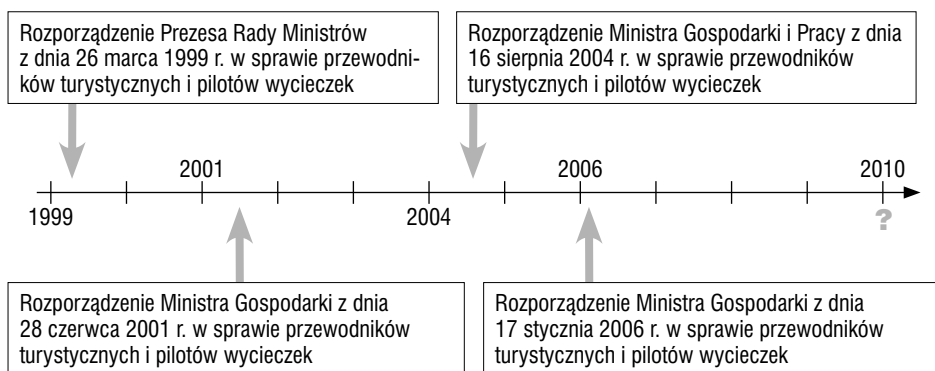 Rozporządzenie Prezesa Rady Ministrów
z dnia 26 marca 1999 r. w sprawie przewodni-
ków turystycznych i pilotów wycieczek
Rozporządzenie Ministra Gospodarki i Pracy z dnia
16 sierpnia 2004 r. w sprawie przewodników
turystycznych i pilotów wycieczek
2001
2006
2010
1999
2004
?
Rozporządzenie Ministra Gospodarki z dnia
28 czerwca 2001 r. w sprawie przewodników
turystycznych i pilotów wycieczek
Rozporządzenie Ministra Gospodarki z dnia
17 stycznia 2006 r. w sprawie przewodników
turystycznych i pilotów wycieczek